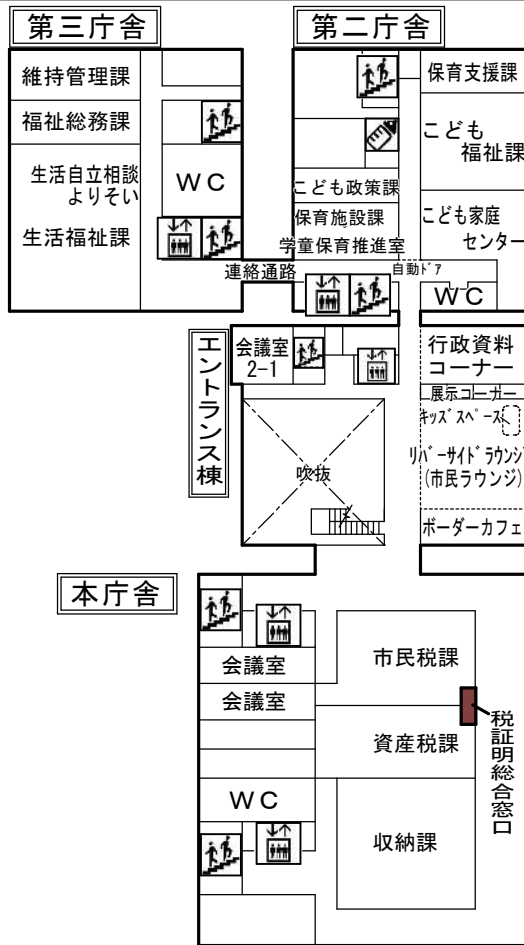 第三庁舎
維持管理課
福祉総務課
生活自立相談
よりそい
生活福祉課
ＷＣ
連絡通路
第二庁舎
保育支援課
こども
福祉課
こども政策課
保育施設課
学童保育推進室
こども家庭
センター
自動ドア
ＷＣ
エントランス棟
会議室
2-1
吹抜
行政資料
コーナー
展示コーナー
キッズスペース
リバーサイドラウンジ
(市民ラウンジ)
ボーダーカフェ
本庁舎
会議室
会議室
ＷＣ
市民税課
資産税課
収納課
税証明総合窓口